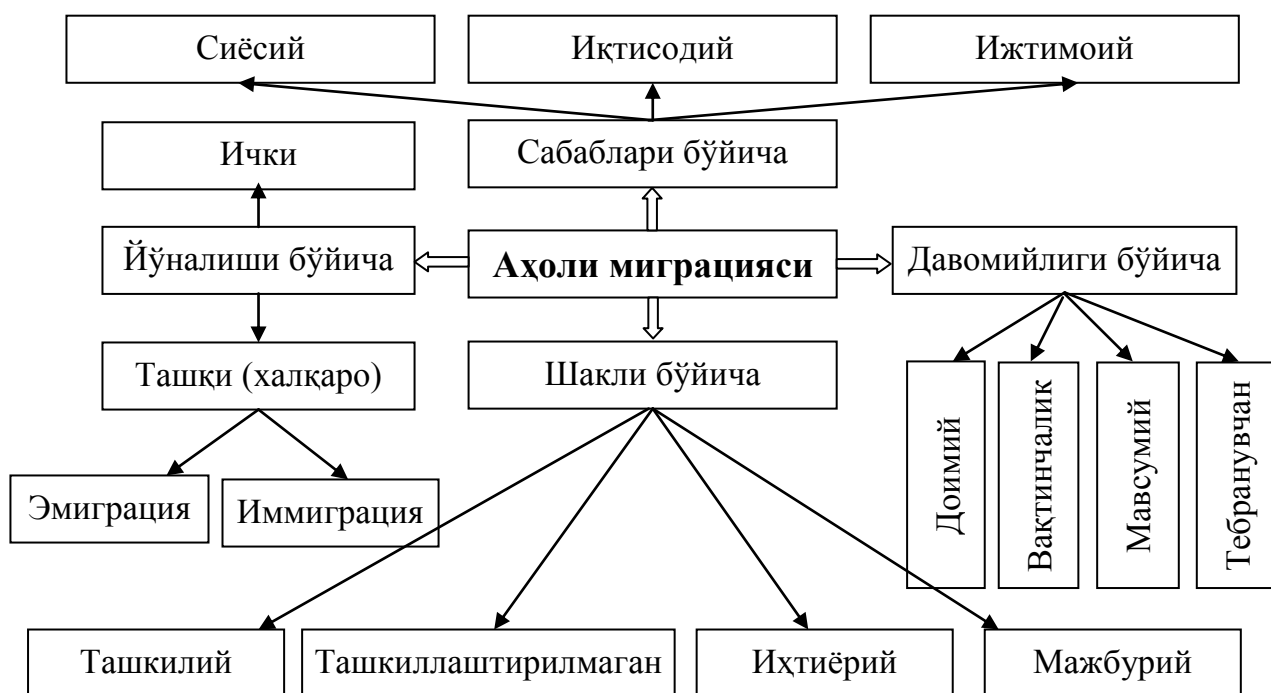 Сиёсий
Иқтисодий
Ижтимоий
Ички
Сабаблари бўйича
Йўналиши бўйича
Аҳоли миграцияси
Давомийлиги бўйича
Ташқи (халқаро)
Шакли бўйича
Доимий
Вақтинчалик
Мавсумий
Тебранувчан
Эмиграция
Иммиграция
Ташкилий
Ташкиллаштирилмаган
Иҳтиёрий
Мажбурий